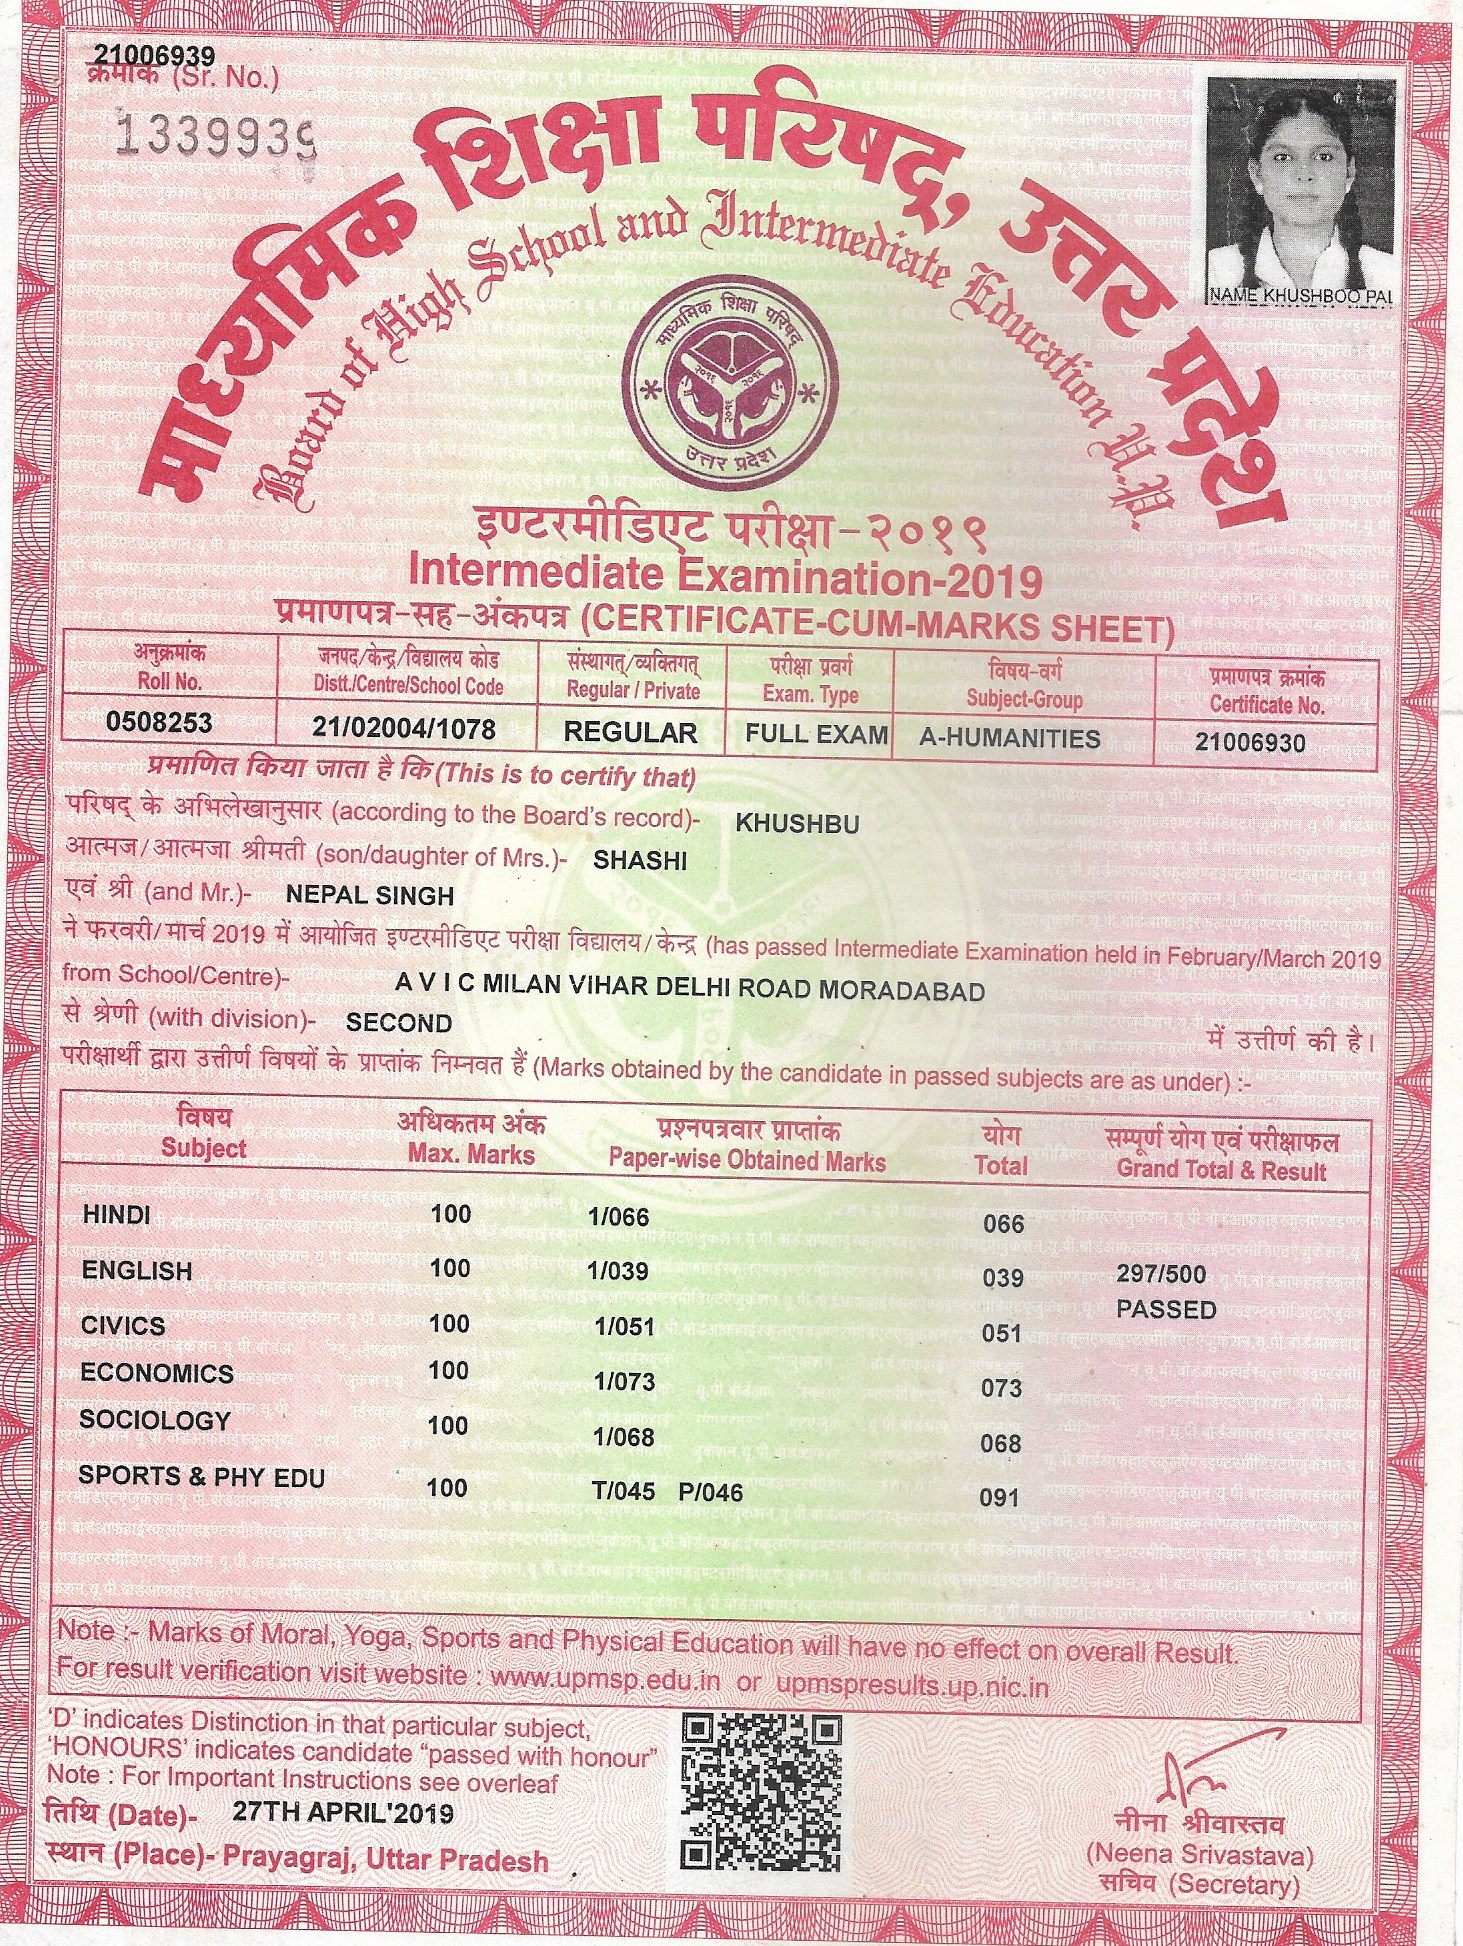 21006939
क्रमांक (Sr. No.)
1339939
माध्यमिक शिक्षा परिषद्, उत्तर प्रदेश
Board of High School and Intermediate Education U.P.
NAME KHUSHBOO PAL
माध्यमिक शिक्षा परिषद्
उत्तर प्रदेश
इण्टरमीडिएट परीक्षा-२०१९
Intermediate Examination-2019
प्रमाणपत्र-सह-अंकपत्र (CERTIFICATE-CUM-MARKS SHEET)
अनुक्रमांक जनपद/केन्द्र/विद्यालय कोड संस्थागत्/व्यक्तिगत् परीक्षा प्रवर्ग विषय-वर्ग प्रमाणपत्र क्रमांक
Roll No. Distt./Centre/School Code Regular / Private Exam. Type Subject-Group Certificate No.
0508253 21/02004/1078 REGULAR FULL EXAM A-HUMANITIES 21006930
प्रमाणित किया जाता है कि (This is to certify that)
परिषद् के अभिलेखानुसार (according to the Board's record)- KHUSHBU
आत्मज/आत्मजा श्रीमती (son/daughter of Mrs.)- SHASHI
एवं श्री (and Mr.)- NEPAL SINGH
ने फरवरी/मार्च 2019 में आयोजित इण्टरमीडिएट परीक्षा विद्यालय/केन्द्र (has passed Intermediate Examination held in February/March 2019
from School/Centre)- A V I C MILAN VIHAR DELHI ROAD MORADABAD
से श्रेणी (with division)- SECOND में उत्तीर्ण की है।
परीक्षार्थी द्वारा उत्तीर्ण विषयों के प्राप्तांक निम्नवत हैं (Marks obtained by the candidate in passed subjects are as under) :-
विषय अधिकतम अंक प्रश्नपत्रवार प्राप्तांक योग सम्पूर्ण योग एवं परीक्षाफल
Subject Max. Marks Paper-wise Obtained Marks Total Grand Total & Result
HINDI 100 1/066 066
ENGLISH 100 1/039 039 297/500
PASSED
CIVICS 100 1/051 051
ECONOMICS 100 1/073 073
SOCIOLOGY 100 1/068 068
SPORTS & PHY EDU 100 T/045 P/046 091
Note :- Marks of Moral, Yoga, Sports and Physical Education will have no effect on overall Result.
For result verification visit website : www.upmsp.edu.in or upmspresults.up.nic.in
'D' indicates Distinction in that particular subject,
'HONOURS' indicates candidate "passed with honour"
Note : For Important Instructions see overleaf
तिथि (Date)- 27TH APRIL'2019
स्थान (Place)- Prayagraj, Uttar Pradesh
नीना श्रीवास्तव
(Neena Srivastava)
सचिव (Secretary)